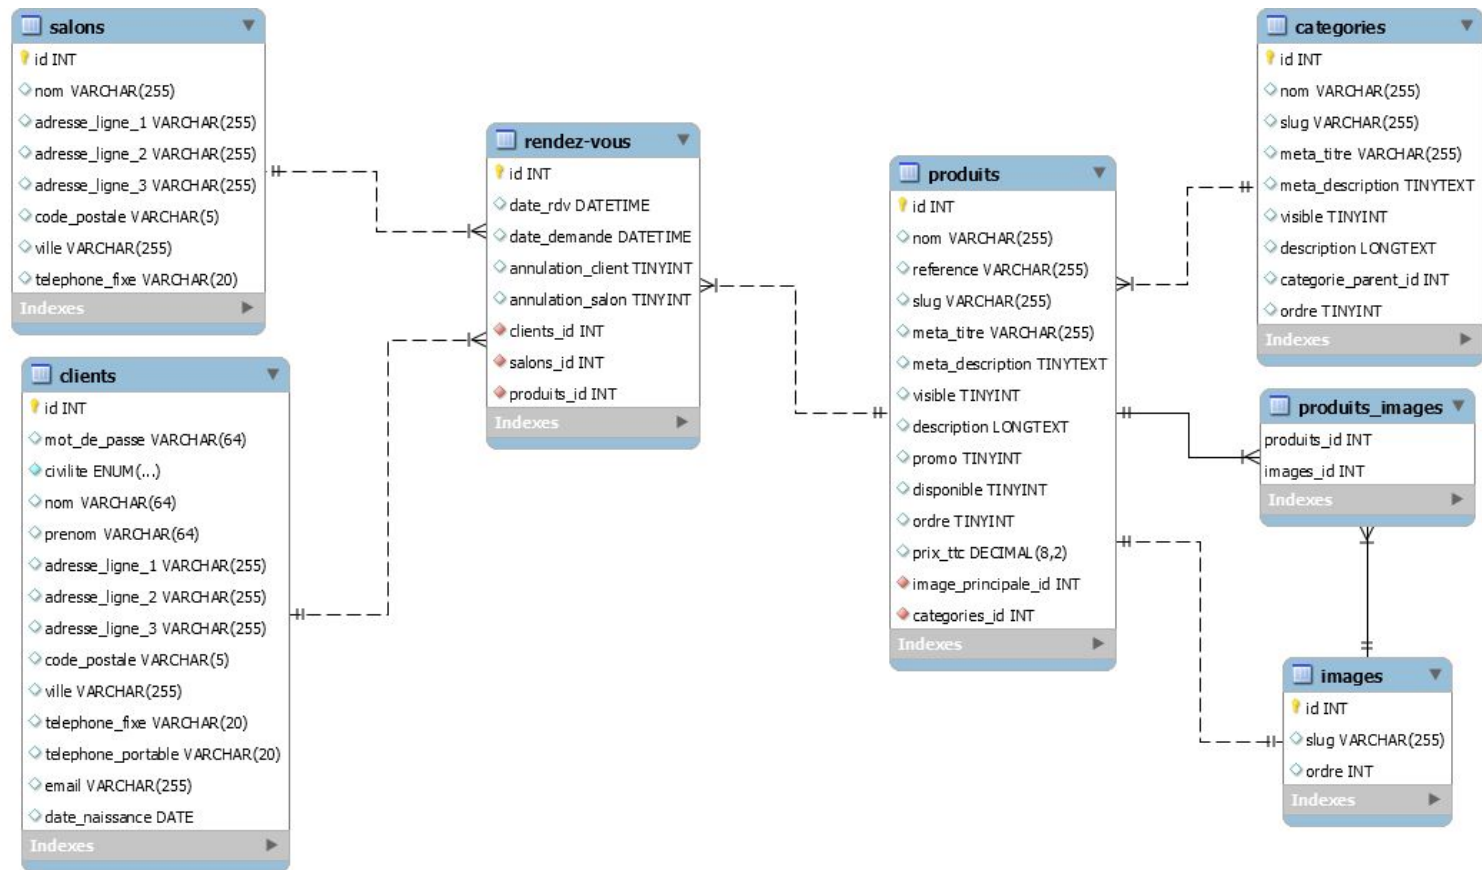 salons
id INT
nom VARCHAR(255)
adresse_ligne_1 VARCHAR(255)
adresse_ligne_2 VARCHAR(255)
adresse_ligne_3 VARCHAR(255)
code_postale VARCHAR(5)
ville VARCHAR(255)
telephone_fixe VARCHAR(20)
Indexes
clients
id INT
mot_de_passe VARCHAR(64)
civilite ENUM(...)
nom VARCHAR(64)
prenom VARCHAR(64)
adresse_ligne_1 VARCHAR(255)
adresse_ligne_2 VARCHAR(255)
adresse_ligne_3 VARCHAR(255)
code_postale VARCHAR(5)
ville VARCHAR(255)
telephone_fixe VARCHAR(20)
telephone_portable VARCHAR(20)
email VARCHAR(255)
date_naissance DATE
Indexes
rendez-vous
id INT
date_rdv DATETIME
date_demande DATETIME
annulation_client TINYINT
annulation_salon TINYINT
clients_id INT
salons_id INT
produits_id INT
Indexes
produits
id INT
nom VARCHAR(255)
reference VARCHAR(255)
slug VARCHAR(255)
meta_titre VARCHAR(255)
meta_description TINYTEXT
visible TINYINT
description LONGTEXT
promo TINYINT
disponible TINYINT
ordre TINYINT
prix_ttc DECIMAL(8,2)
image_principale_id INT
categories_id INT
Indexes
categories
id INT
nom VARCHAR(255)
slug VARCHAR(255)
meta_titre VARCHAR(255)
meta_description TINYTEXT
visible TINYINT
description LONGTEXT
categorie_parent_id INT
ordre TINYINT
Indexes
produits_images
produits_id INT
images_id INT
Indexes
images
id INT
slug VARCHAR(255)
ordre INT
Indexes